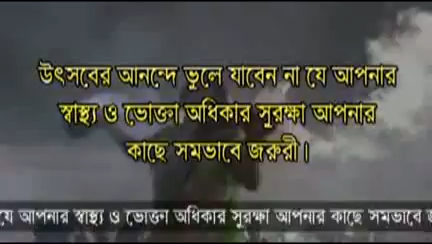 উৎসবের আনন্দে ভুলে যাবেন না যে আপনার
স্বাস্থ্য ও ভোক্তা অধিকার সুরক্ষা আপনার
কাছে সমভাবে জরুরী।
যে আপনার স্বাস্থ্য ও ভোক্তা অধিকার সুরক্ষা আপনার কাছে সমভাবে